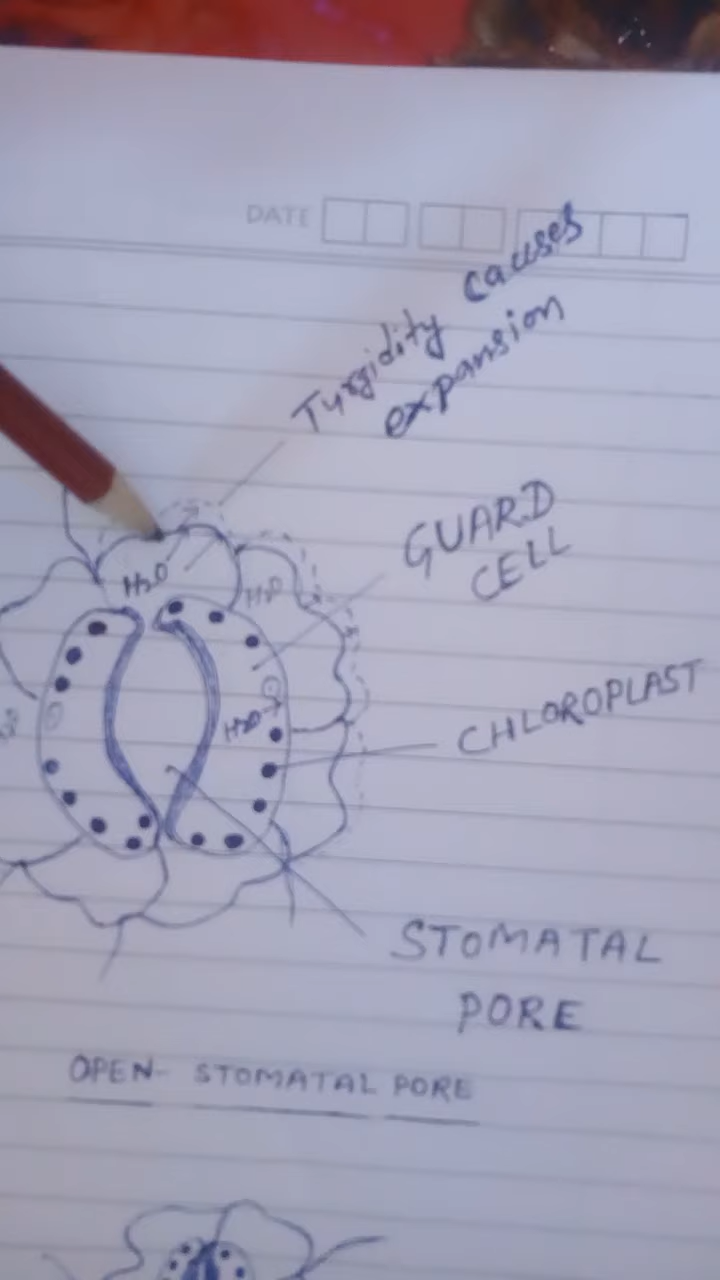 DATE
Turgidity causes
expansion
GUARD
CELL
H2O
H2O
H2O
CHLOROPLAST
STOMATAL
PORE
OPEN- STOMATAL PORE